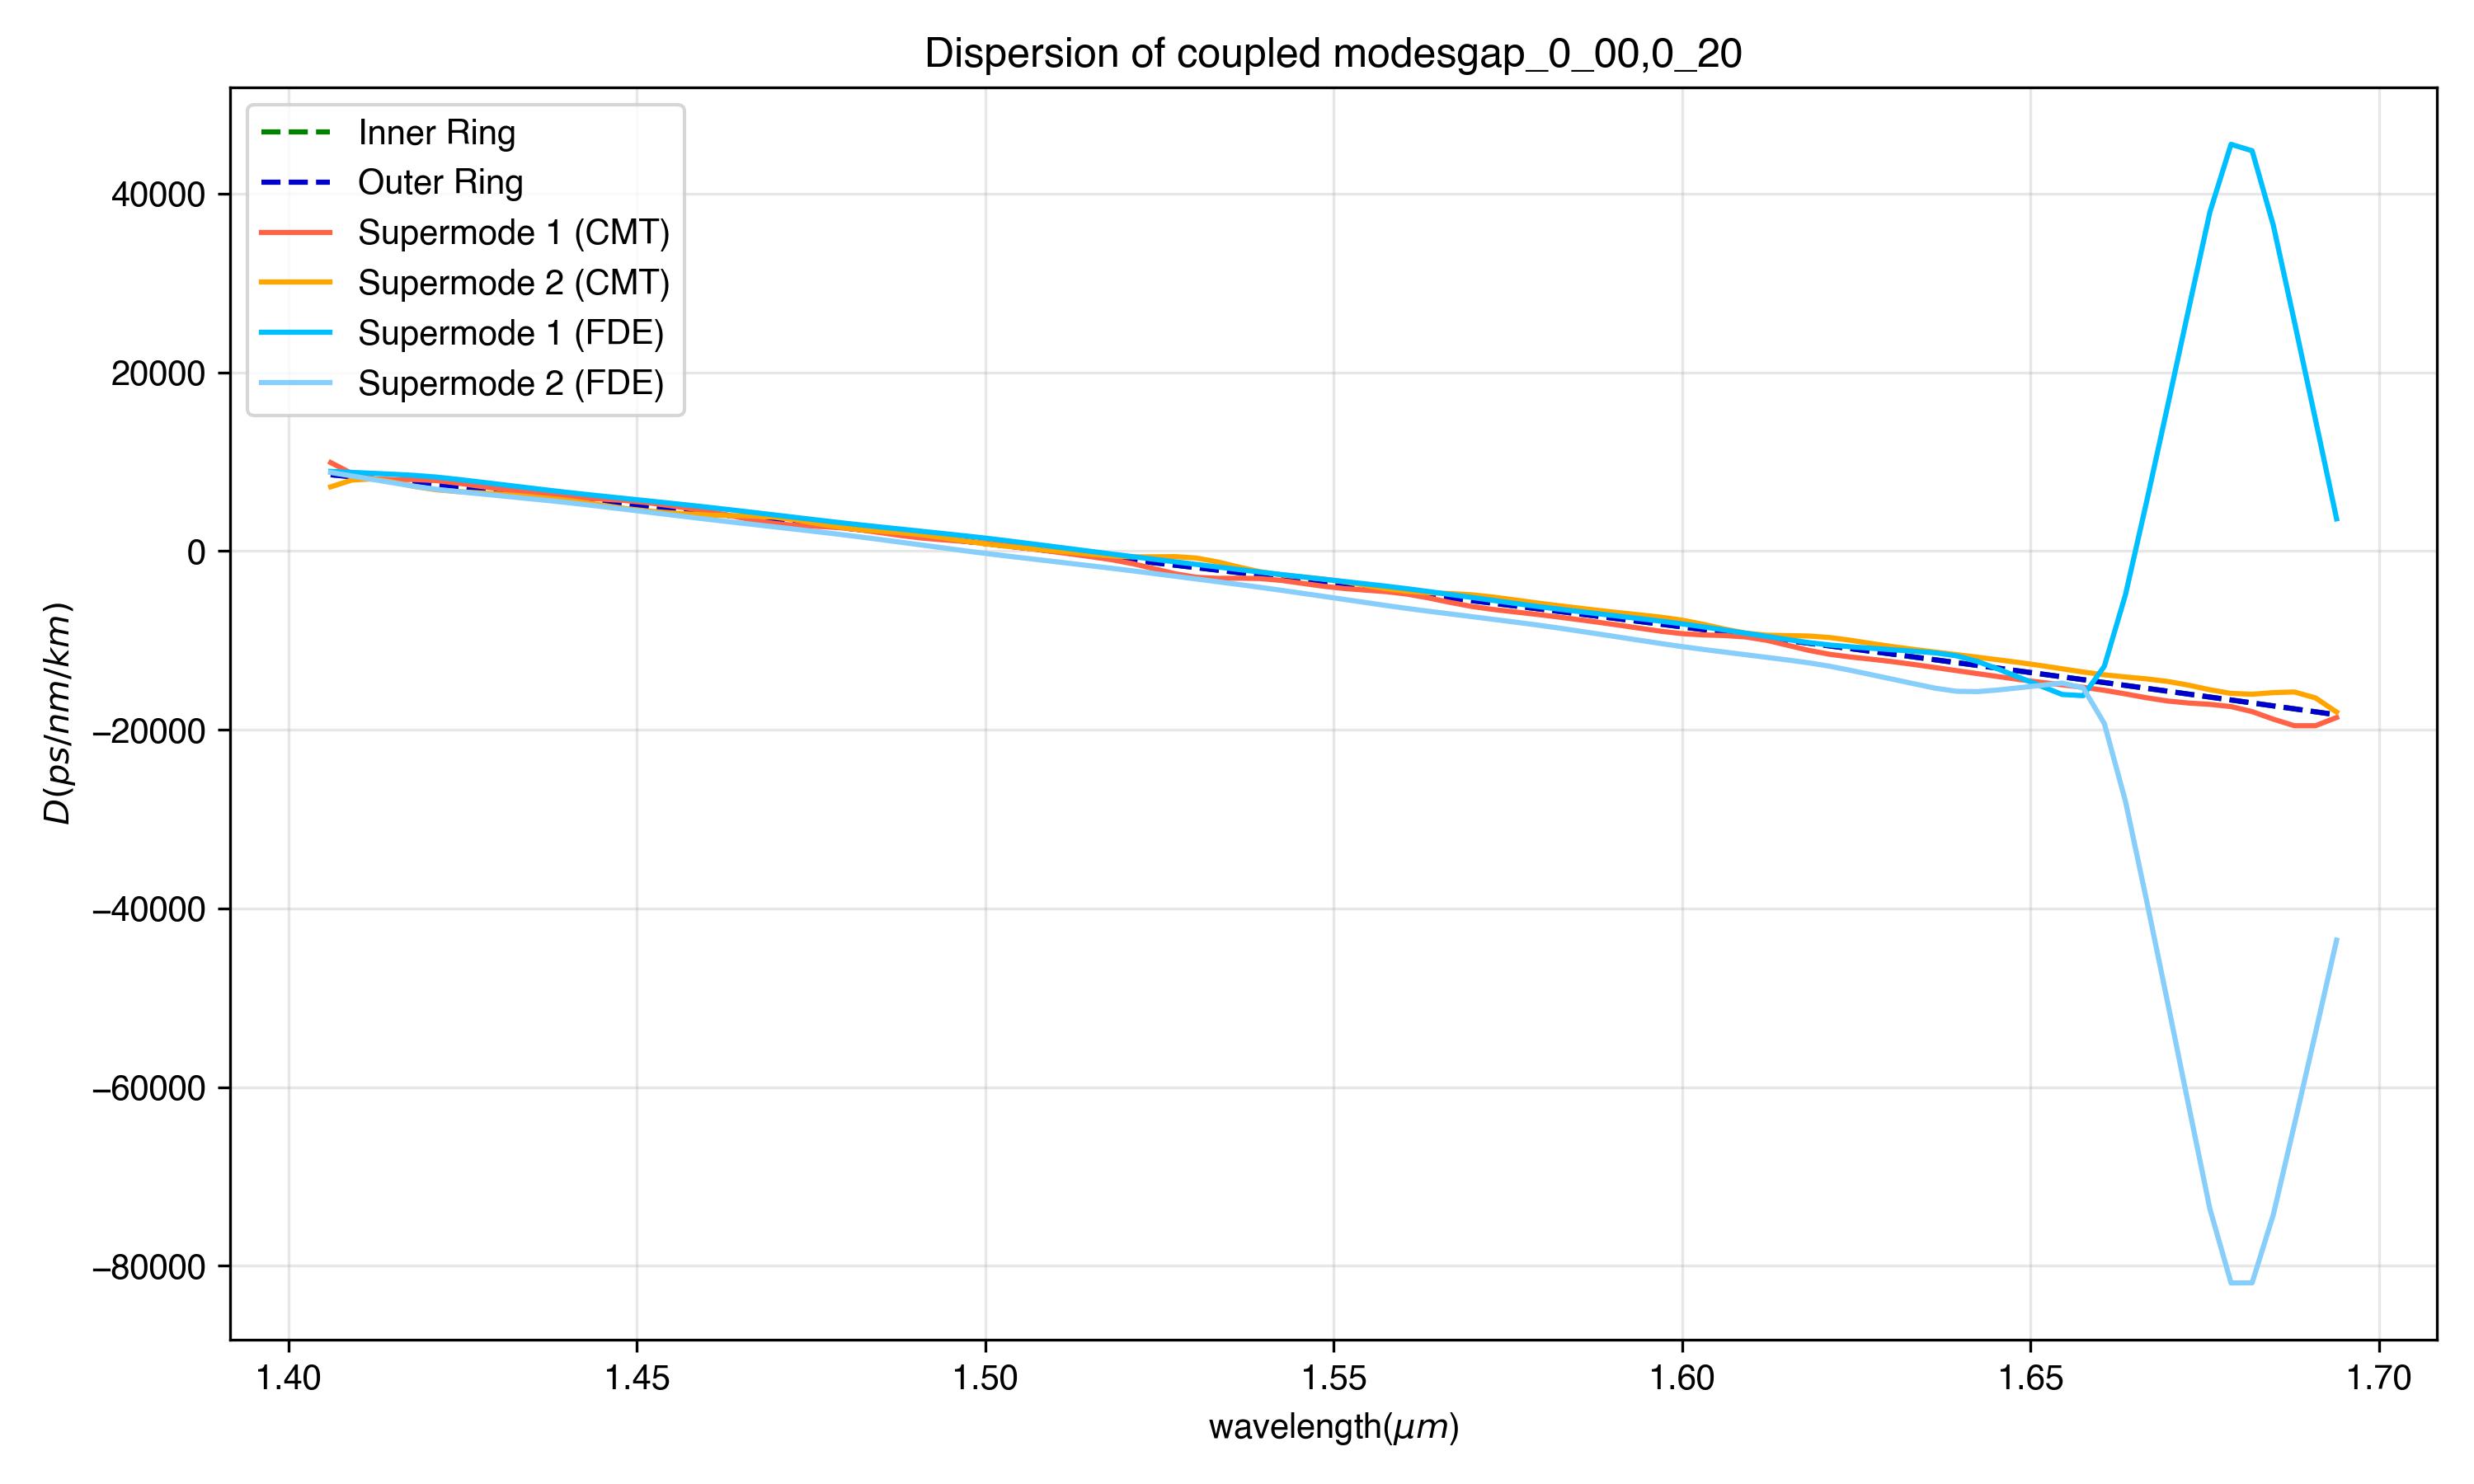 Dispersion of coupled modesgap_0_00,0_20
Inner Ring
Outer Ring
Supermode 1 (CMT)
Supermode 2 (CMT)
Supermode 1 (FDE)
Supermode 2 (FDE)
40000
20000
0
−20000
−40000
−60000
−80000
D(ps/nm/km)
1.40 1.45 1.50 1.55 1.60 1.65 1.70
wavelength(μm)